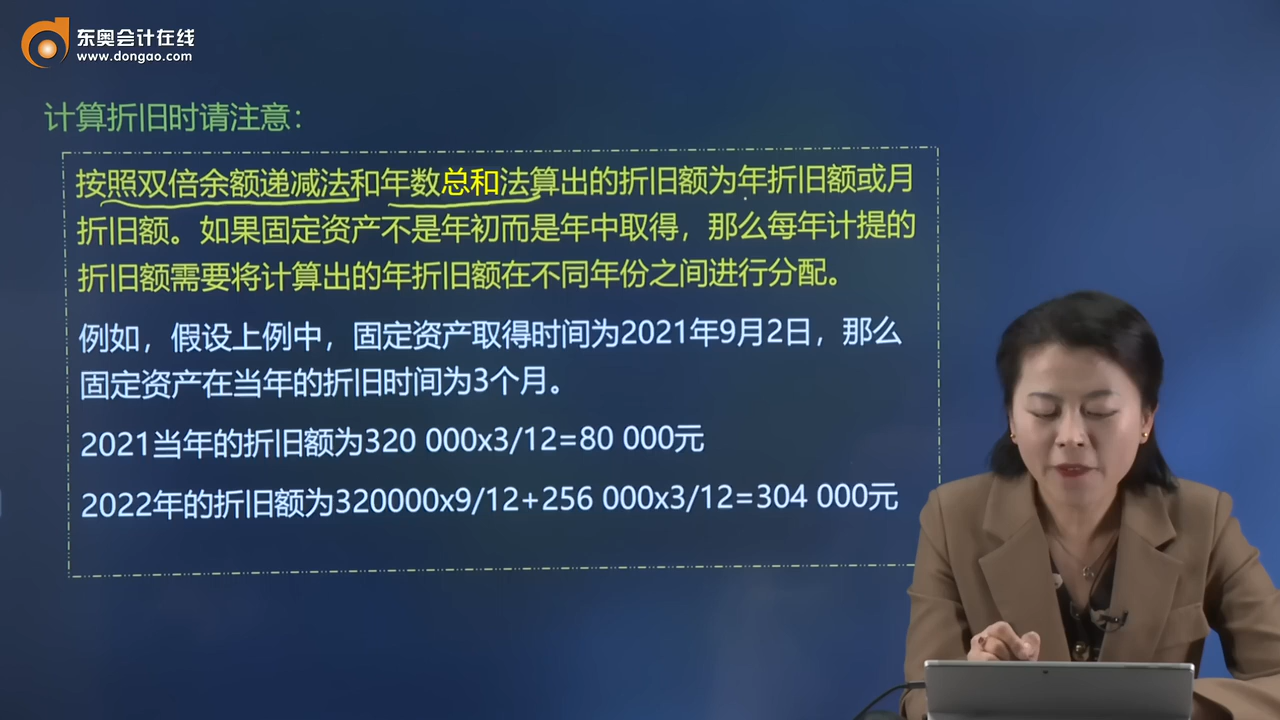 东奥会计在线
www.dongao.com
计算折旧时请注意：
按照双倍余额递减法和年数总和法算出的折旧额为年折旧额或月
折旧额。如果固定资产不是年初而是年中取得，那么每年计提的
折旧额需要将计算出的年折旧额在不同年份之间进行分配。
例如，假设上例中，固定资产取得时间为2021年9月2日，那么
固定资产在当年的折旧时间为3个月。
2021当年的折旧额为320 000x3/12=80 000元
2022年的折旧额为320000x9/12+256 000x3/12=304 000元